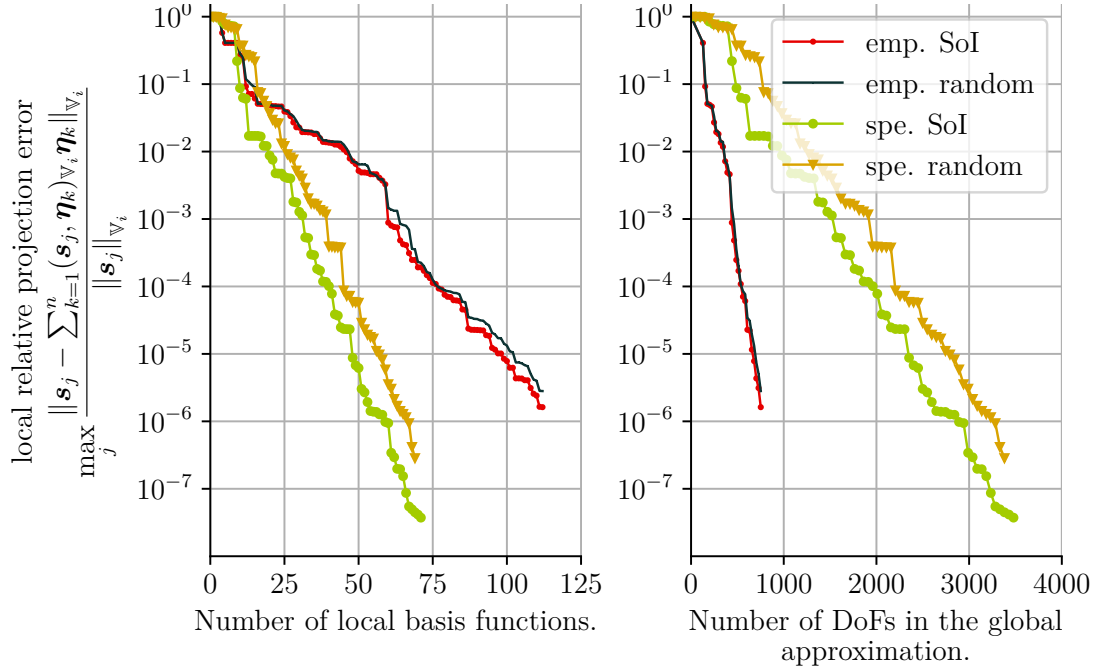 local relative projection error
max_j ||s_j − ∑_{k=1}^{n}(s_j, η_k)_{𝕍_i} η_k||_{𝕍_i} / ||s_j||_{𝕍_i}
10^0
10^{−1}
10^{−2}
10^{−3}
10^{−4}
10^{−5}
10^{−6}
10^{−7}
0 25 50 75 100 125
Number of local basis functions.
10^0
10^{−1}
10^{−2}
10^{−3}
10^{−4}
10^{−5}
10^{−6}
10^{−7}
emp. SoI
emp. random
spe. SoI
spe. random
0 1000 2000 3000 4000
Number of DoFs in the global
approximation.